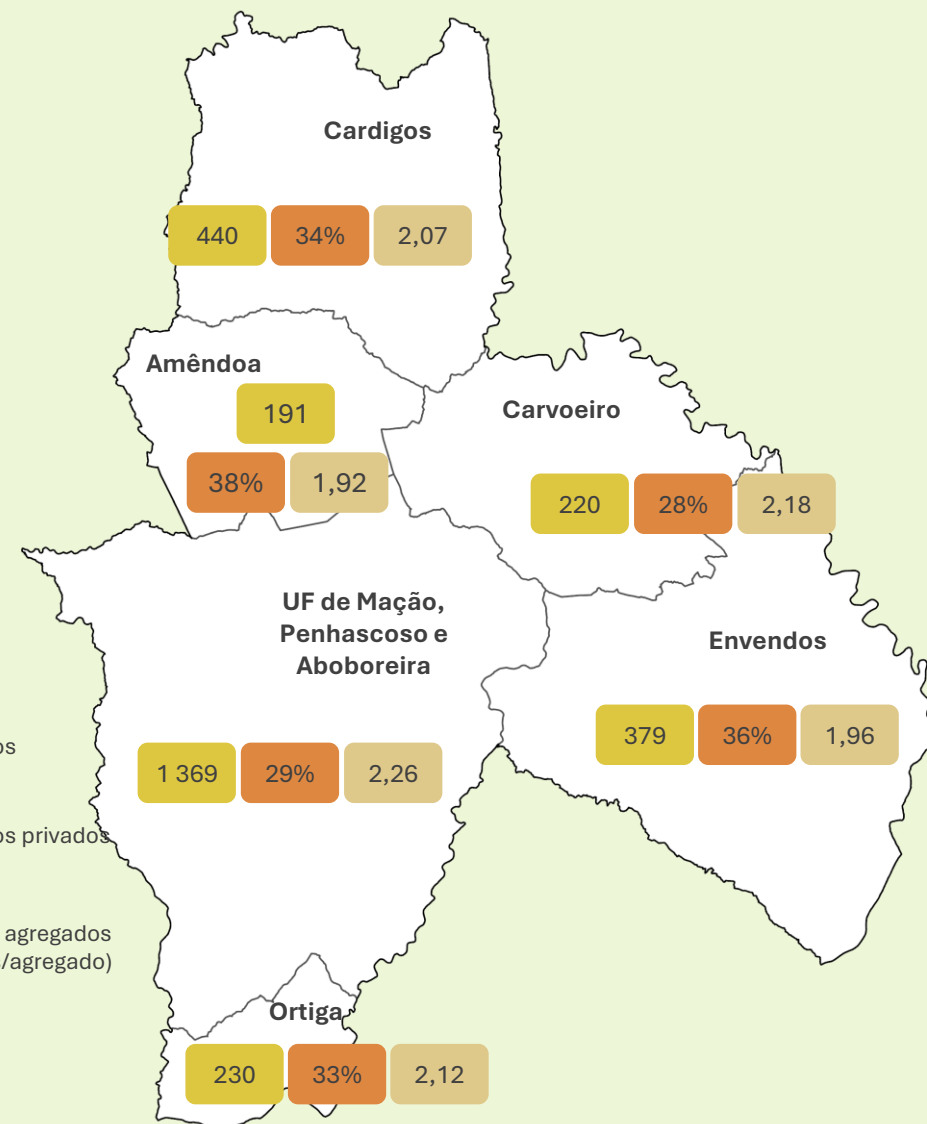 Cardigos
440 34% 2,07
Amêndoa
191
38% 1,92
Carvoeiro
220 28% 2,18
UF de Mação,
Penhascoso e
Aboboreira
Envendos
379 36% 1,96
1 369 29% 2,26
privados
agregados
/agregado)
Ortiga
230 33% 2,12